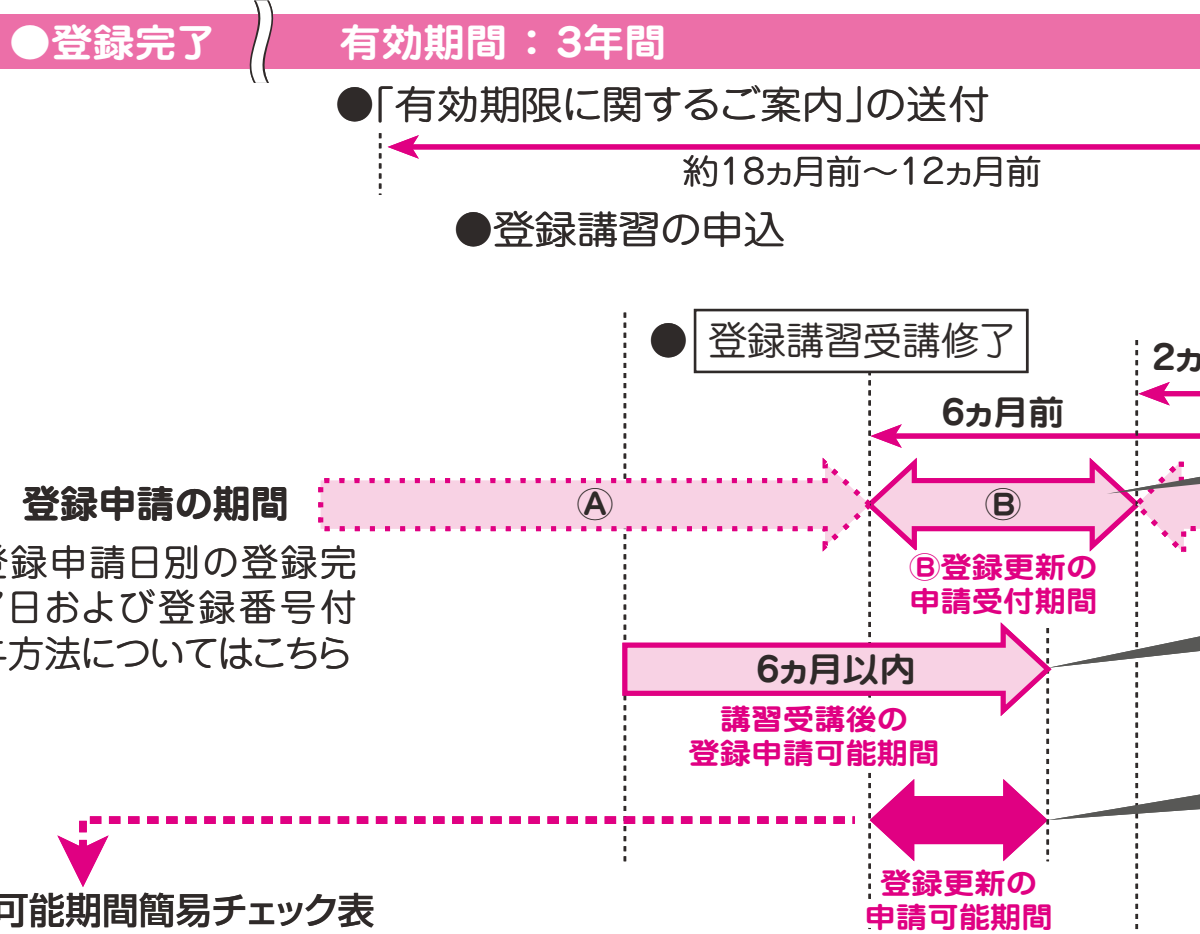 ●登録完了
有効期間：3年間
●「有効期限に関するご案内」の送付
約18ヵ月前～12ヵ月前
●登録講習の申込
●登録講習受講修了
2カ
6ヵ月前
登録申請の期間
Ⓐ
Ⓑ
登録申請日別の登録完
了日および登録番号付
与方法についてはこちら
Ⓑ登録更新の
申請受付期間
6ヵ月以内
講習受講後の
登録申請可能期間
登録更新の
申請可能期間
可能期間簡易チェック表